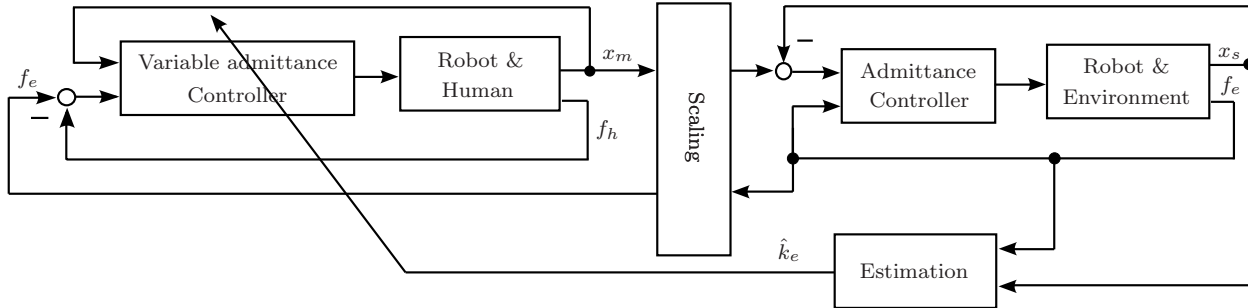 f_e
Variable admittance
Controller
Robot &
Human
x_m
f_h
Scaling
Admittance
Controller
Robot &
Environment
x_s
f_e
k̂_e
Estimation